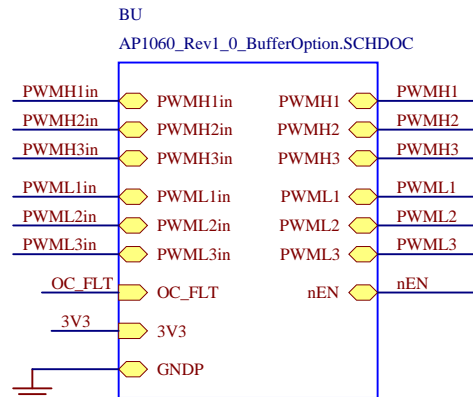 BU
AP1060_Rev1_0_BufferOption.SCHDOC
PWMH1in PWMH1in PWMH1 PWMH1
PWMH2in PWMH2in PWMH2 PWMH2
PWMH3in PWMH3in PWMH3 PWMH3
PWML1in PWML1in PWML1 PWML1
PWML2in PWML2in PWML2 PWML2
PWML3in PWML3in PWML3 PWML3
OC_FLT OC_FLT nEN nEN
3V3 3V3
GNDP